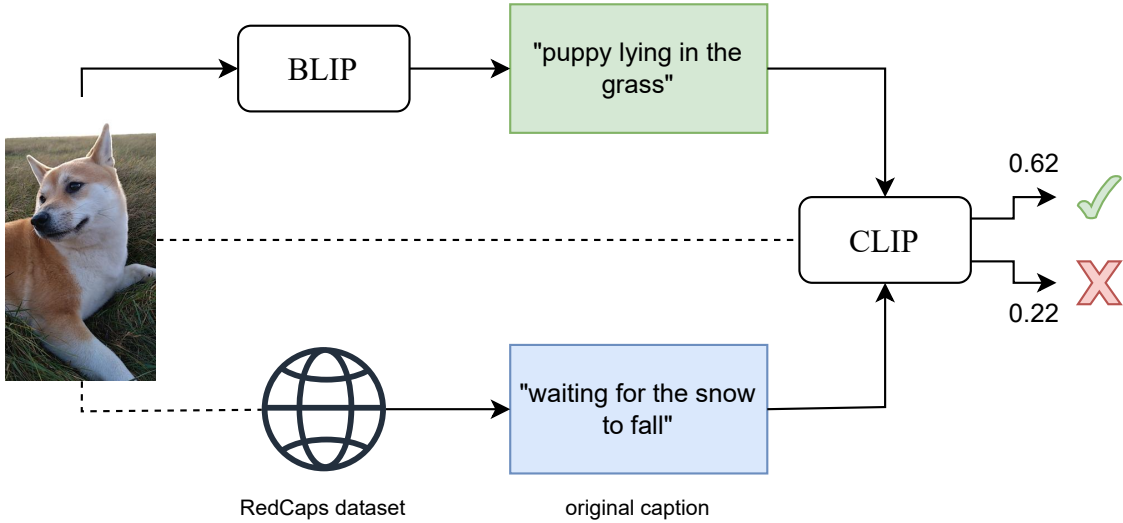 BLIP
"puppy lying in the
grass"
0.62
CLIP
0.22
"waiting for the snow
to fall"
RedCaps dataset
original caption